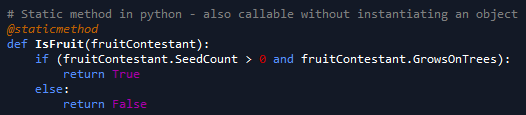 # Static method in python - also callable without instantiating an object
@staticmethod
def IsFruit(fruitContestant):
    if (fruitContestant.SeedCount > 0 and fruitContestant.GrowsOnTrees):
        return True
    else:
        return False